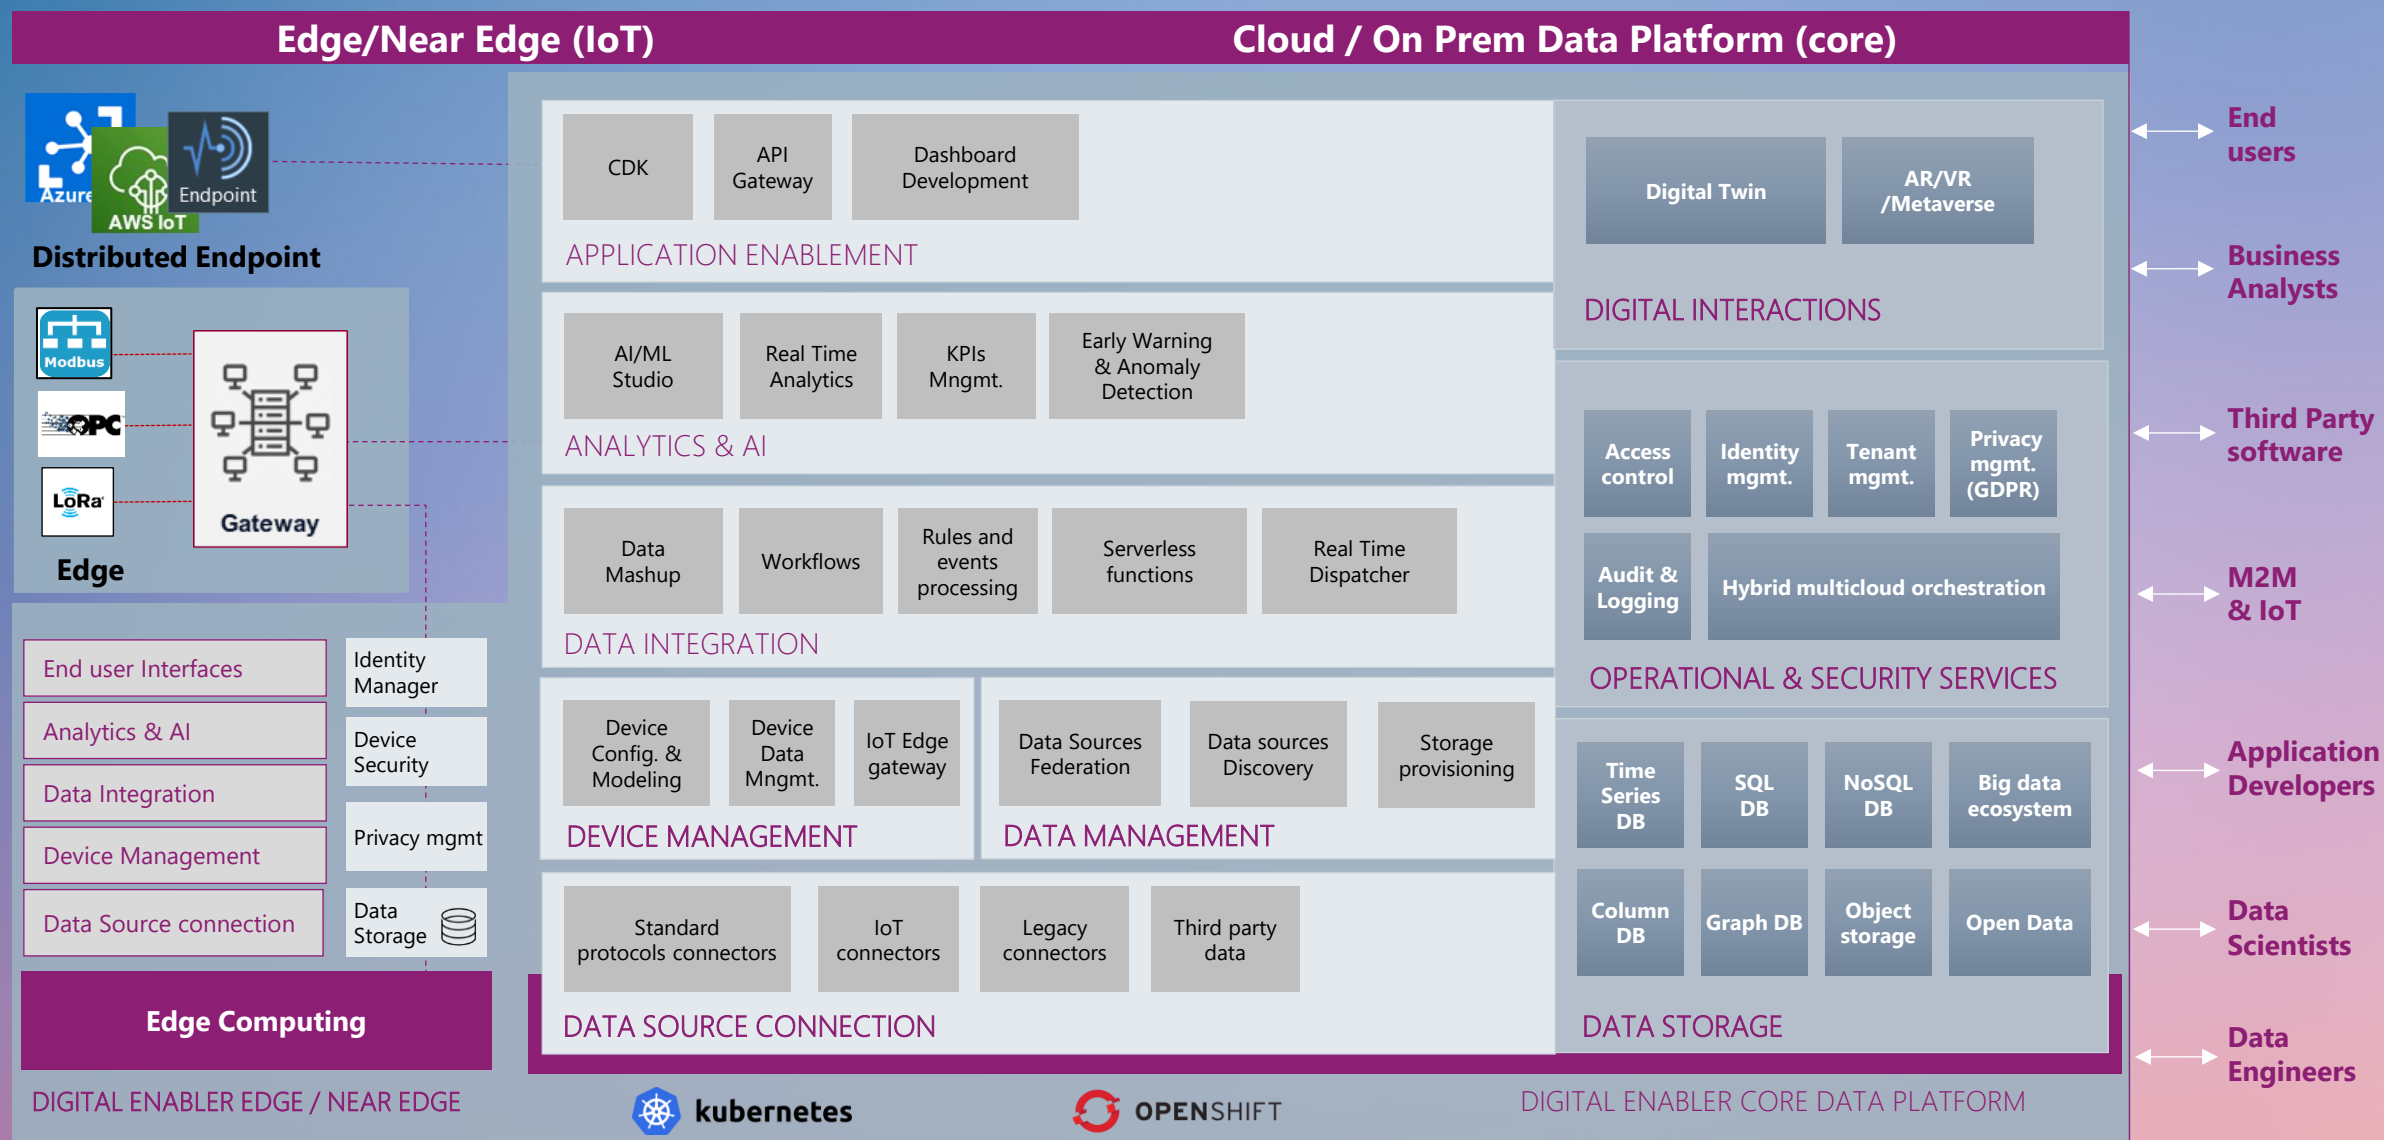 Edge/Near Edge (IoT)
Cloud / On Prem Data Platform (core)
Azure
AWS IoT
Endpoint
Distributed Endpoint
Modbus
OPC
LoRa
Gateway
Edge
End user Interfaces
Analytics & AI
Data Integration
Device Management
Data Source connection
Identity
Manager
Device
Security
Privacy mgmt
Data
Storage
Edge Computing
DIGITAL ENABLER EDGE / NEAR EDGE
CDK
API
Gateway
Dashboard
Development
APPLICATION ENABLEMENT
AI/ML
Studio
Real Time
Analytics
KPIs
Mngmt.
Early Warning
& Anomaly
Detection
ANALYTICS & AI
Data
Mashup
Workflows
Rules and
events
processing
Serverless
functions
Real Time
Dispatcher
DATA INTEGRATION
Device
Config. &
Modeling
Device
Data
Mngmt.
IoT Edge
gateway
DEVICE MANAGEMENT
Data Sources
Federation
Data sources
Discovery
Storage
provisioning
DATA MANAGEMENT
Standard
protocols connectors
IoT
connectors
Legacy
connectors
Third party
data
DATA SOURCE CONNECTION
Digital Twin
AR/VR
/Metaverse
DIGITAL INTERACTIONS
Access
control
Identity
mgmt.
Tenant
mgmt.
Privacy
mgmt.
(GDPR)
Audit &
Logging
Hybrid multicloud orchestration
OPERATIONAL & SECURITY SERVICES
Time
Series
DB
SQL
DB
NoSQL
DB
Big data
ecosystem
Column
DB
Graph DB
Object
storage
Open Data
DATA STORAGE
kubernetes
OPENSHIFT
DIGITAL ENABLER CORE DATA PLATFORM
End
users
Business
Analysts
Third Party
software
M2M
& IoT
Application
Developers
Data
Scientists
Data
Engineers